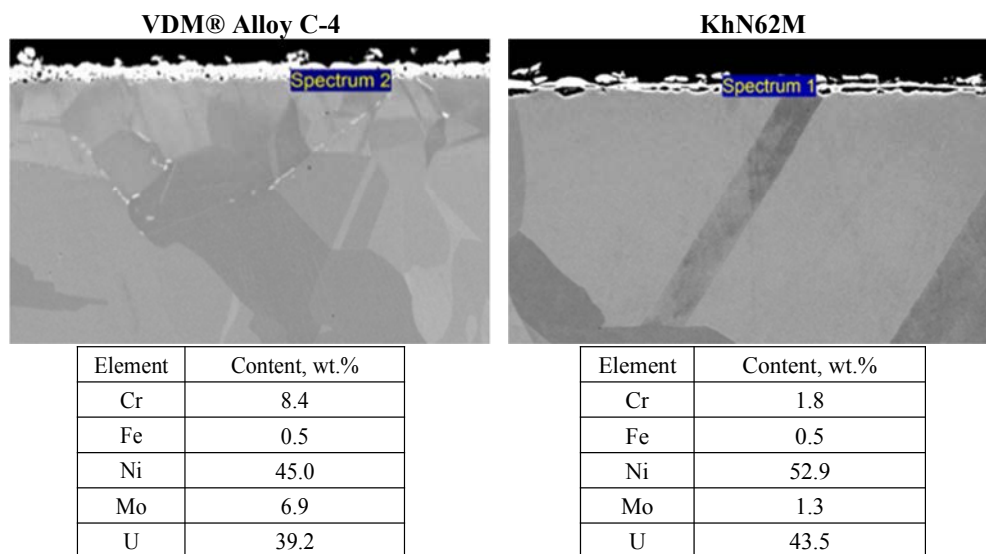 VDM® Alloy C-4
KhN62M
Spectrum 2
Spectrum 1
Element Content, wt.%
Cr 8.4
Fe 0.5
Ni 45.0
Mo 6.9
U 39.2
Element Content, wt.%
Cr 1.8
Fe 0.5
Ni 52.9
Mo 1.3
U 43.5